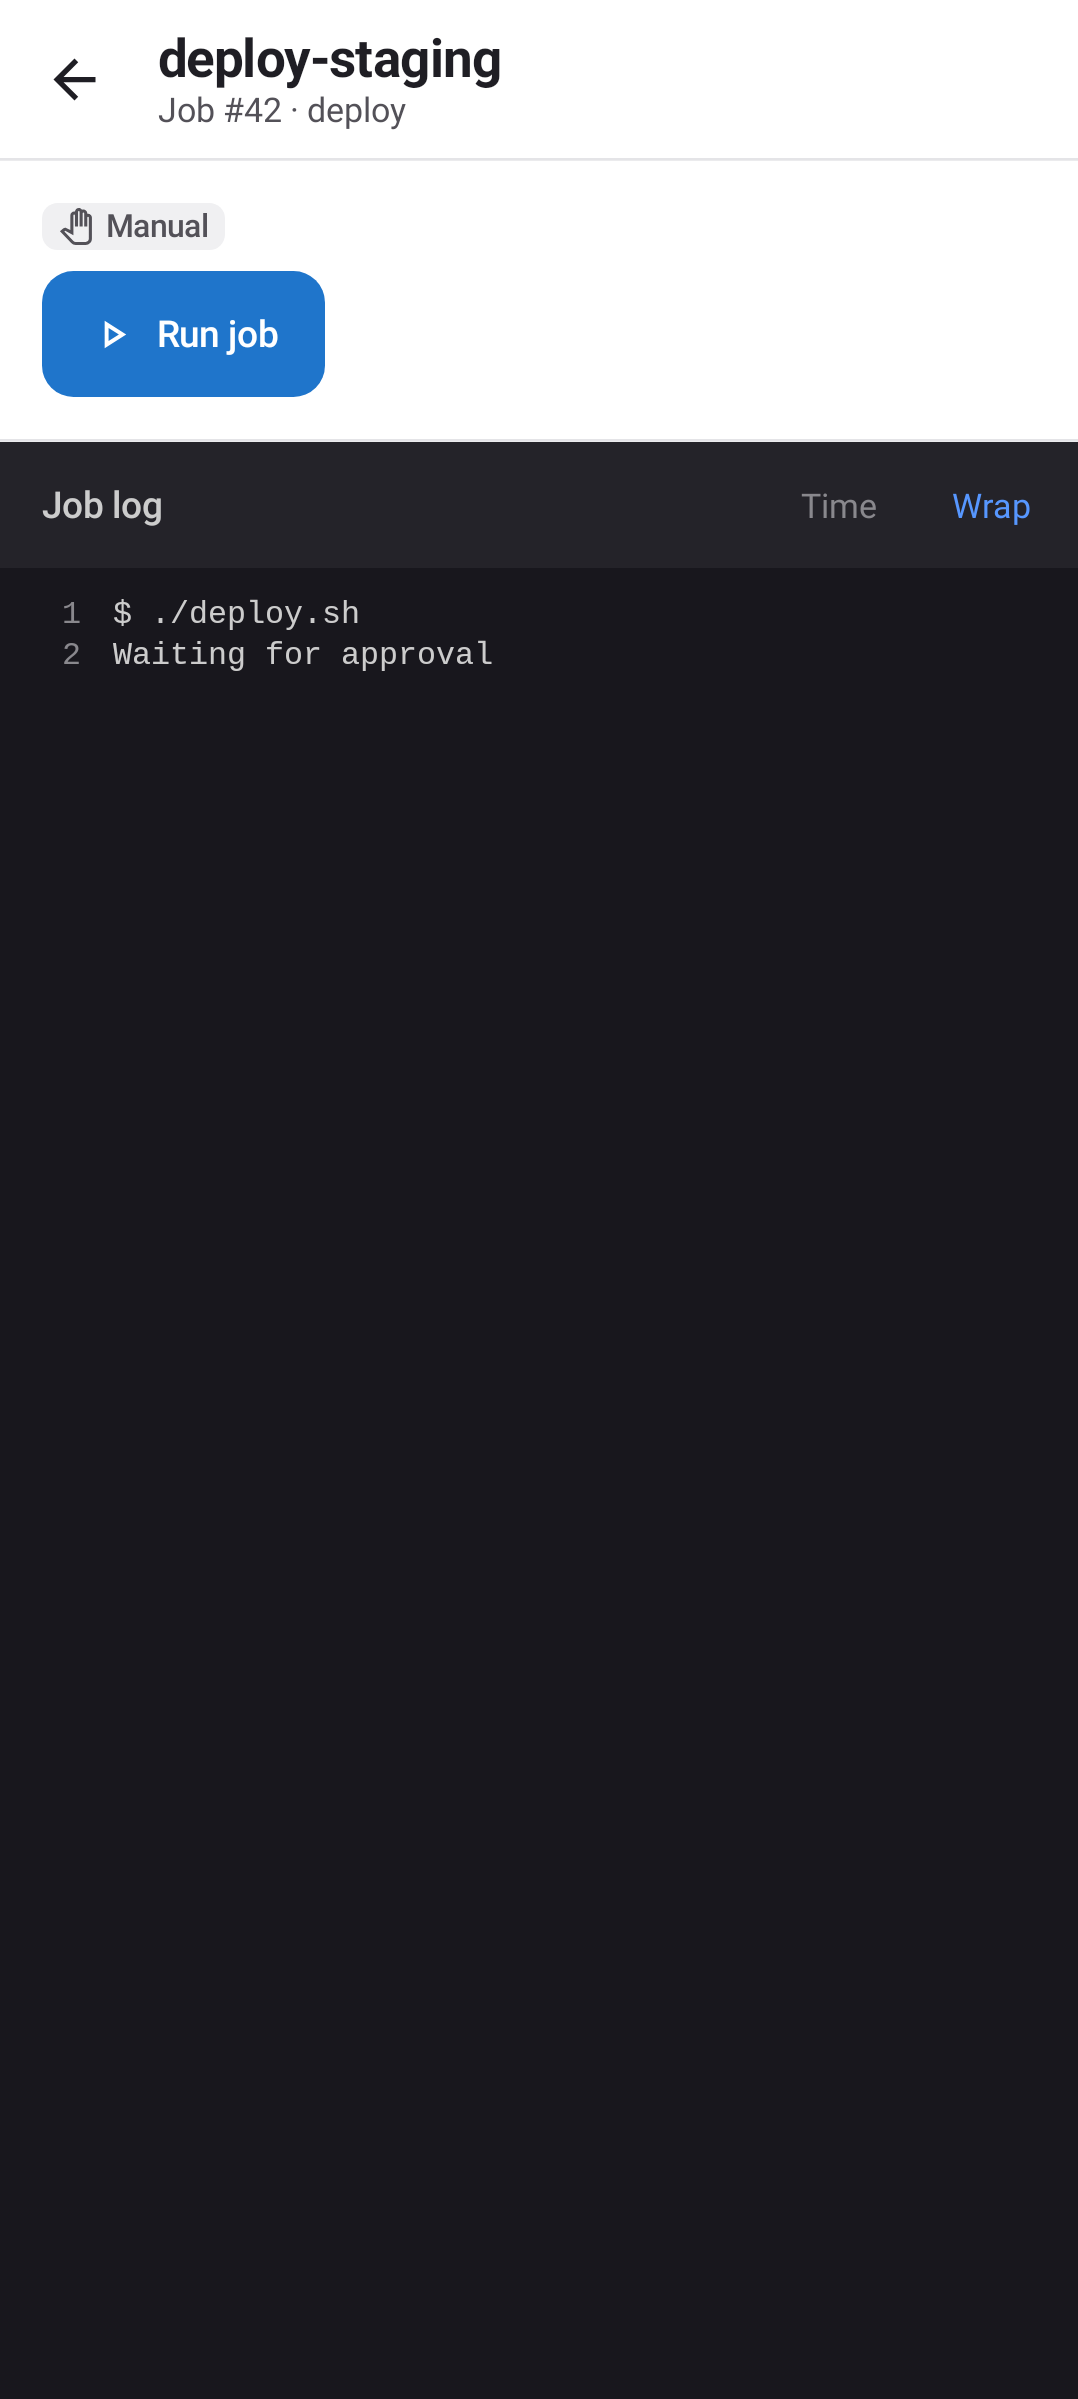 deploy-staging
Job #42 · deploy
Manual
Run job
Job log Time Wrap
1 $ ./deploy.sh
2 Waiting for approval